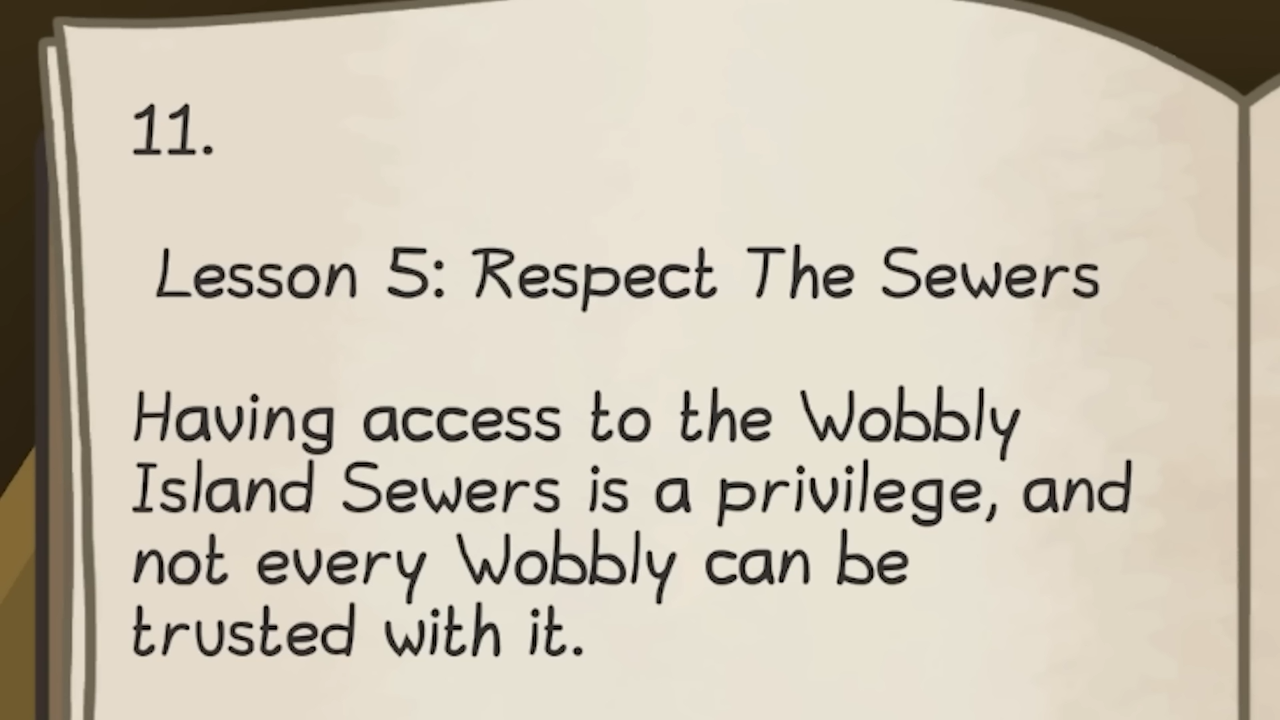 11.
Lesson 5: Respect The Sewers
Having access to the Wobbly
Island Sewers is a privilege, and
not every Wobbly can be
trusted with it.